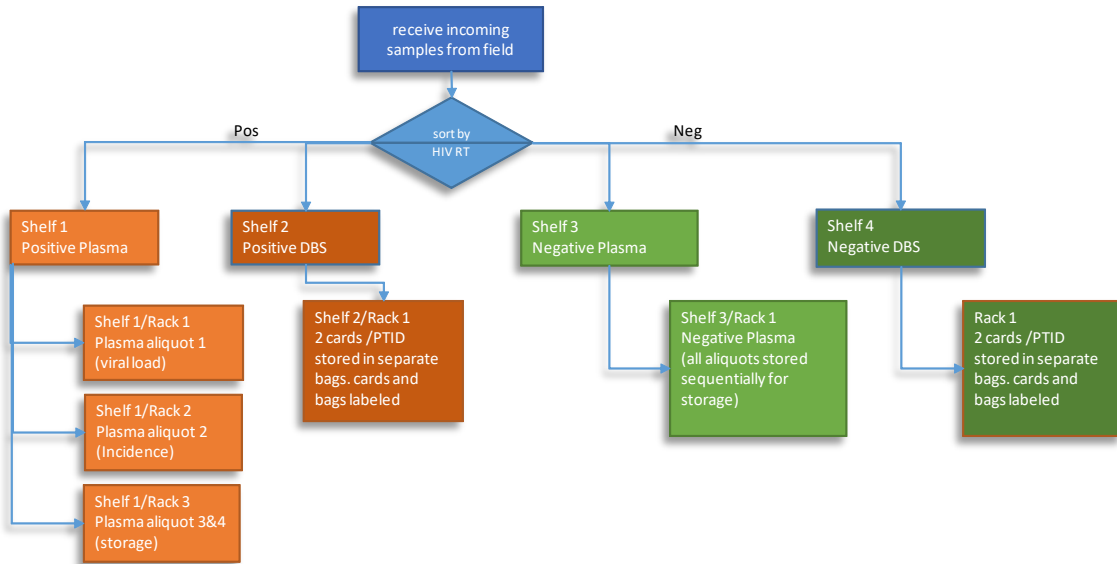 receive incoming
samples from field
sort by
HIV RT
Pos
Neg
Shelf 1
Positive Plasma
Shelf 2
Positive DBS
Shelf 3
Negative Plasma
Shelf 4
Negative DBS
Shelf 1/Rack 1
Plasma aliquot 1
(viral load)
Shelf 1/Rack 2
Plasma aliquot 2
(Incidence)
Shelf 1/Rack 3
Plasma aliquot 3&4
(storage)
Shelf 2/Rack 1
2 cards /PTID
stored in separate
bags. cards and
bags labeled
Shelf 3/Rack 1
Negative Plasma
(all aliquots stored
sequentially for
storage)
Rack 1
2 cards /PTID
stored in separate
bags. cards and
bags labeled